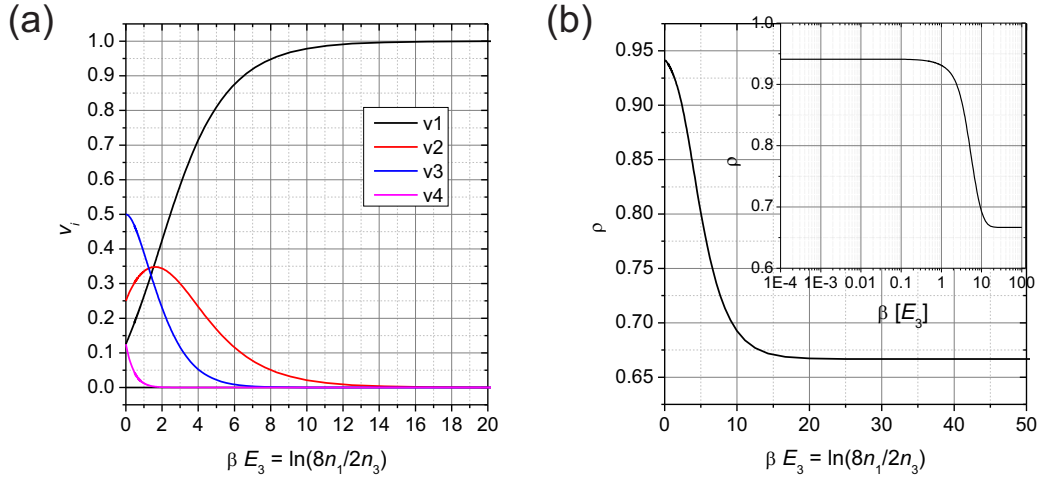 (a)
1.0
0.9
0.8
0.7
0.6
0.5
0.4
0.3
0.2
0.1
0.0
v_i
v1
v2
v3
v4
0 2 4 6 8 10 12 14 16 18 20
β E_3 = ln(8n_1/2n_3)
(b)
0.95
0.90
0.85
0.80
0.75
0.70
0.65
ρ
1.0
0.9
0.8
0.7
0.6
ρ
1E-4 1E-3 0.01 0.1 1 10 100
β [E_3]
0 10 20 30 40 50
β E_3 = ln(8n_1/2n_3)